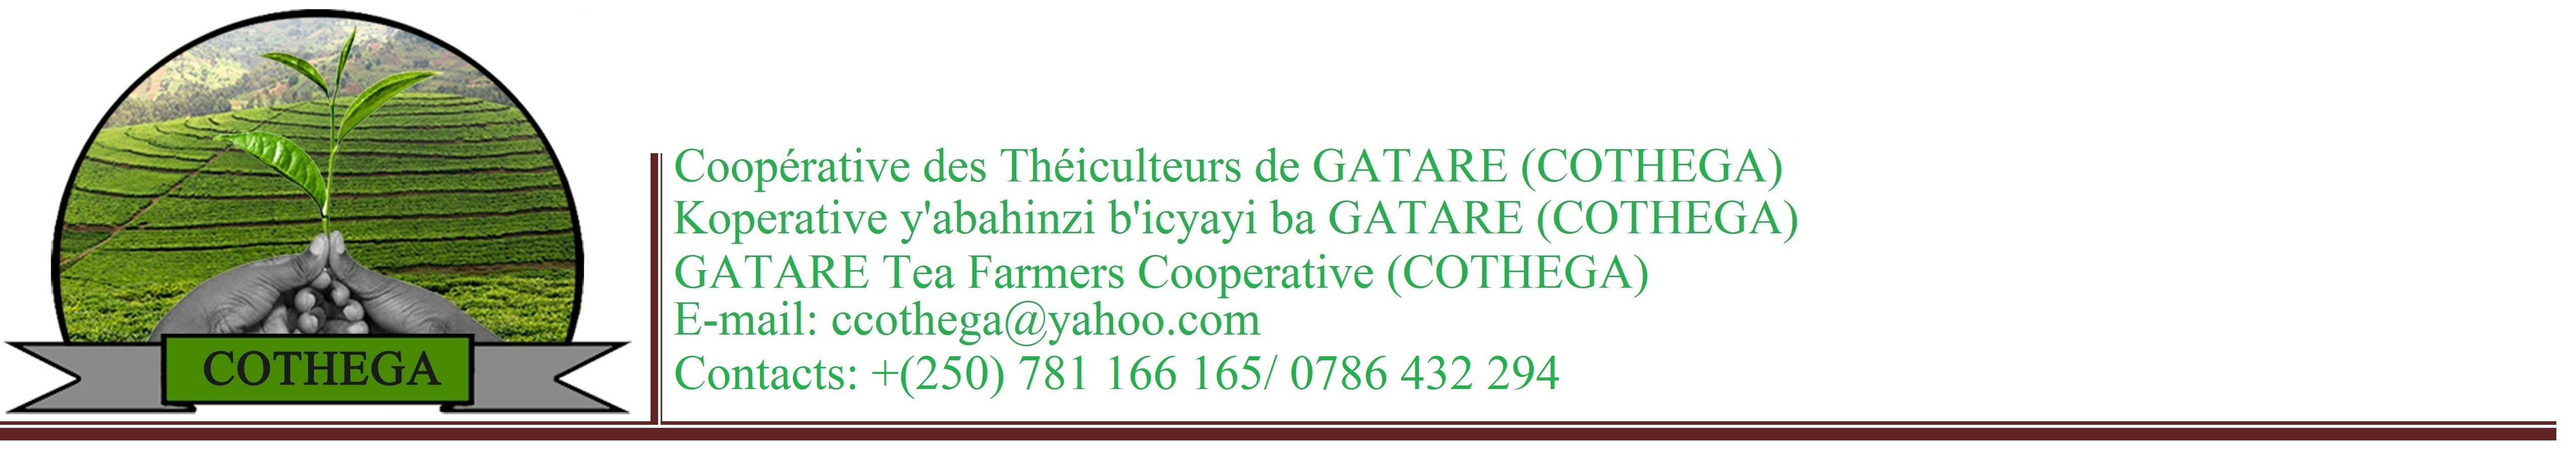 Coopérative des Théiculteurs de GATARE (COTHEGA)
Koperative y'abahinzi b'icyayi ba GATARE (COTHEGA)
GATARE Tea Farmers Cooperative (COTHEGA)
E-mail: ccothega@yahoo.com
Contacts: +(250) 781 166 165/ 0786 432 294
COTHEGA